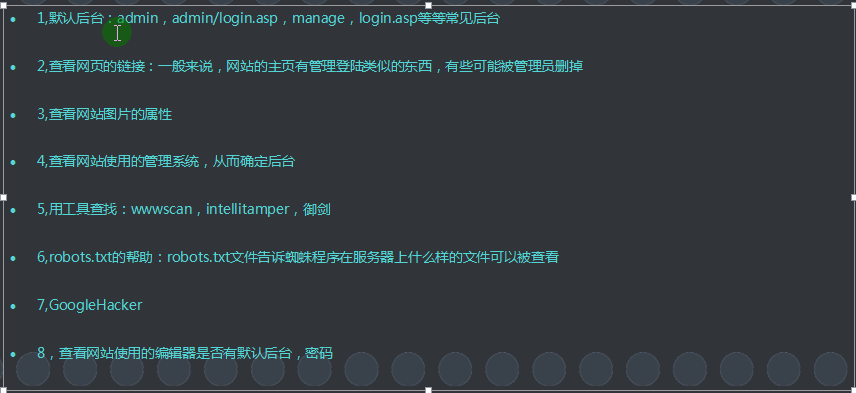 1,默认后台：admin，admin/login.asp，manage，login.asp等等常见后台
2,查看网页的链接：一般来说，网站的主页有管理登陆类似的东西，有些可能被管理员删掉
3,查看网站图片的属性
4,查看网站使用的管理系统，从而确定后台
5,用工具查找：wwwscan，intellitamper，御剑
6,robots.txt的帮助：robots.txt文件告诉蜘蛛程序在服务器上什么样的文件可以被查看
7,GoogleHacker
8，查看网站使用的编辑器是否有默认后台，密码